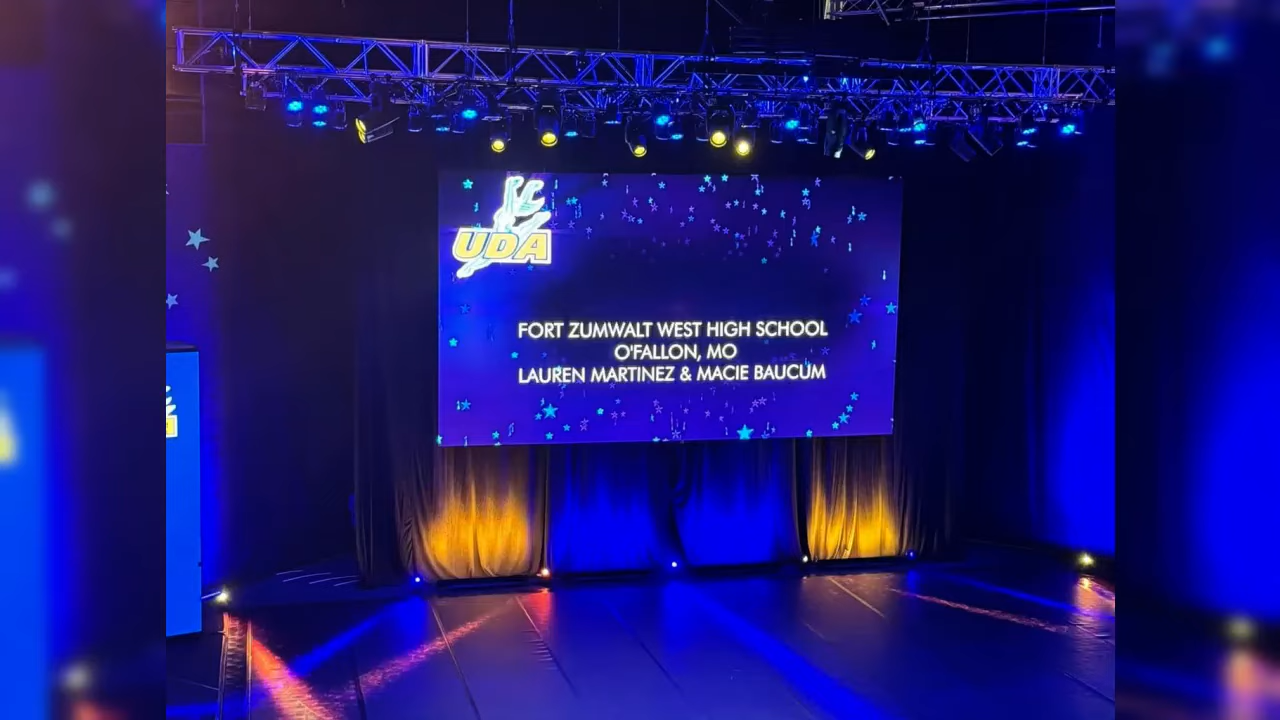 UDA
FORT ZUMWALT WEST HIGH SCHOOL
O'FALLON, MO
LAUREN MARTINEZ & MACIE BAUCUM